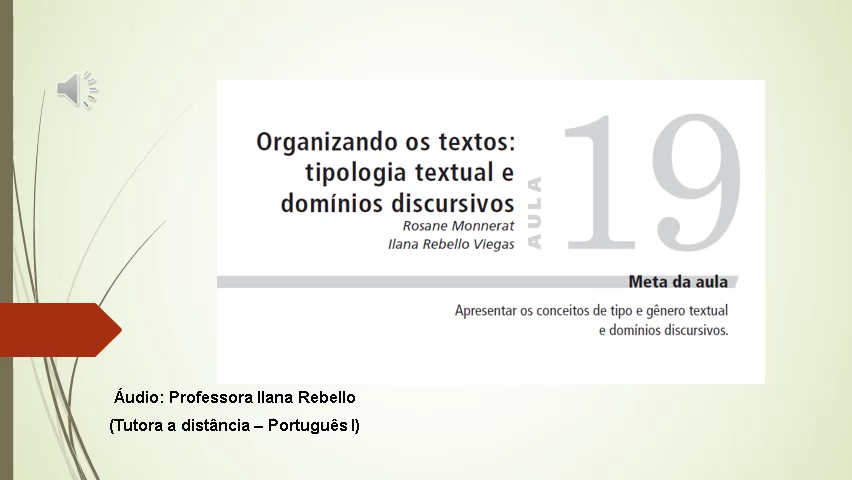 Organizando os textos:
tipologia textual e
domínios discursivos
Rosane Monnerat
Ilana Rebello Viegas
AULA
19
Meta da aula
Apresentar os conceitos de tipo e gênero textual
e domínios discursivos.
Áudio: Professora Ilana Rebello
(Tutora a distância – Português I)